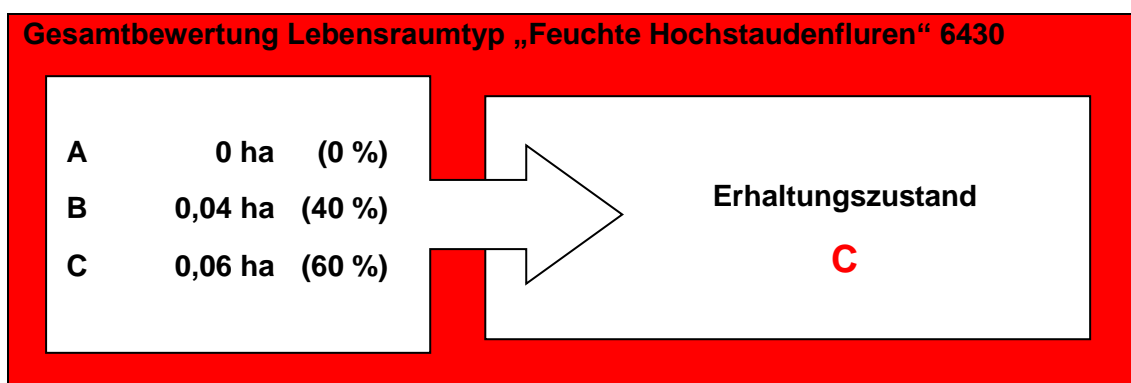 Gesamtbewertung Lebensraumtyp „Feuchte Hochstaudenfluren“ 6430
A 0 ha (0 %)
B 0,04 ha (40 %)
C 0,06 ha (60 %)
Erhaltungszustand
C